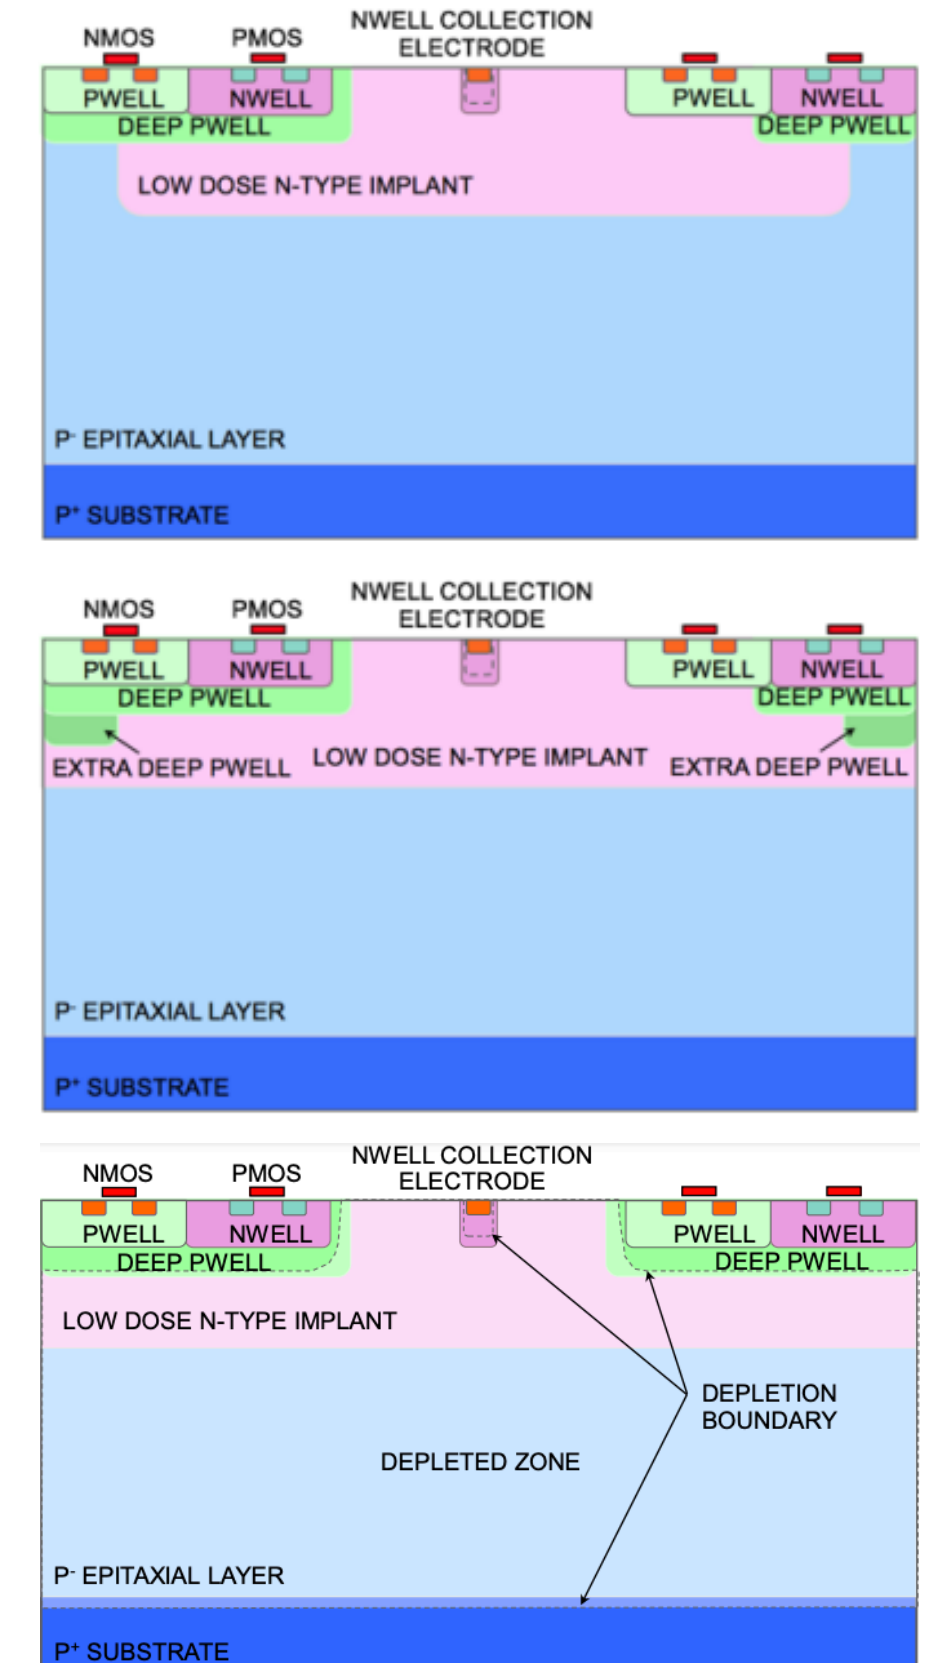 NWELL COLLECTION
ELECTRODE
NMOS
PMOS
PWELL
NWELL
PWELL
NWELL
DEEP PWELL
DEEP PWELL
LOW DOSE N-TYPE IMPLANT
P- EPITAXIAL LAYER
P+ SUBSTRATE
NWELL COLLECTION
ELECTRODE
NMOS
PMOS
PWELL
NWELL
PWELL
NWELL
DEEP PWELL
DEEP PWELL
EXTRA DEEP PWELL
LOW DOSE N-TYPE IMPLANT
EXTRA DEEP PWELL
P- EPITAXIAL LAYER
P+ SUBSTRATE
NWELL COLLECTION
ELECTRODE
NMOS
PMOS
PWELL
NWELL
PWELL
NWELL
DEEP PWELL
DEEP PWELL
LOW DOSE N-TYPE IMPLANT
DEPLETION
BOUNDARY
DEPLETED ZONE
P- EPITAXIAL LAYER
P+ SUBSTRATE